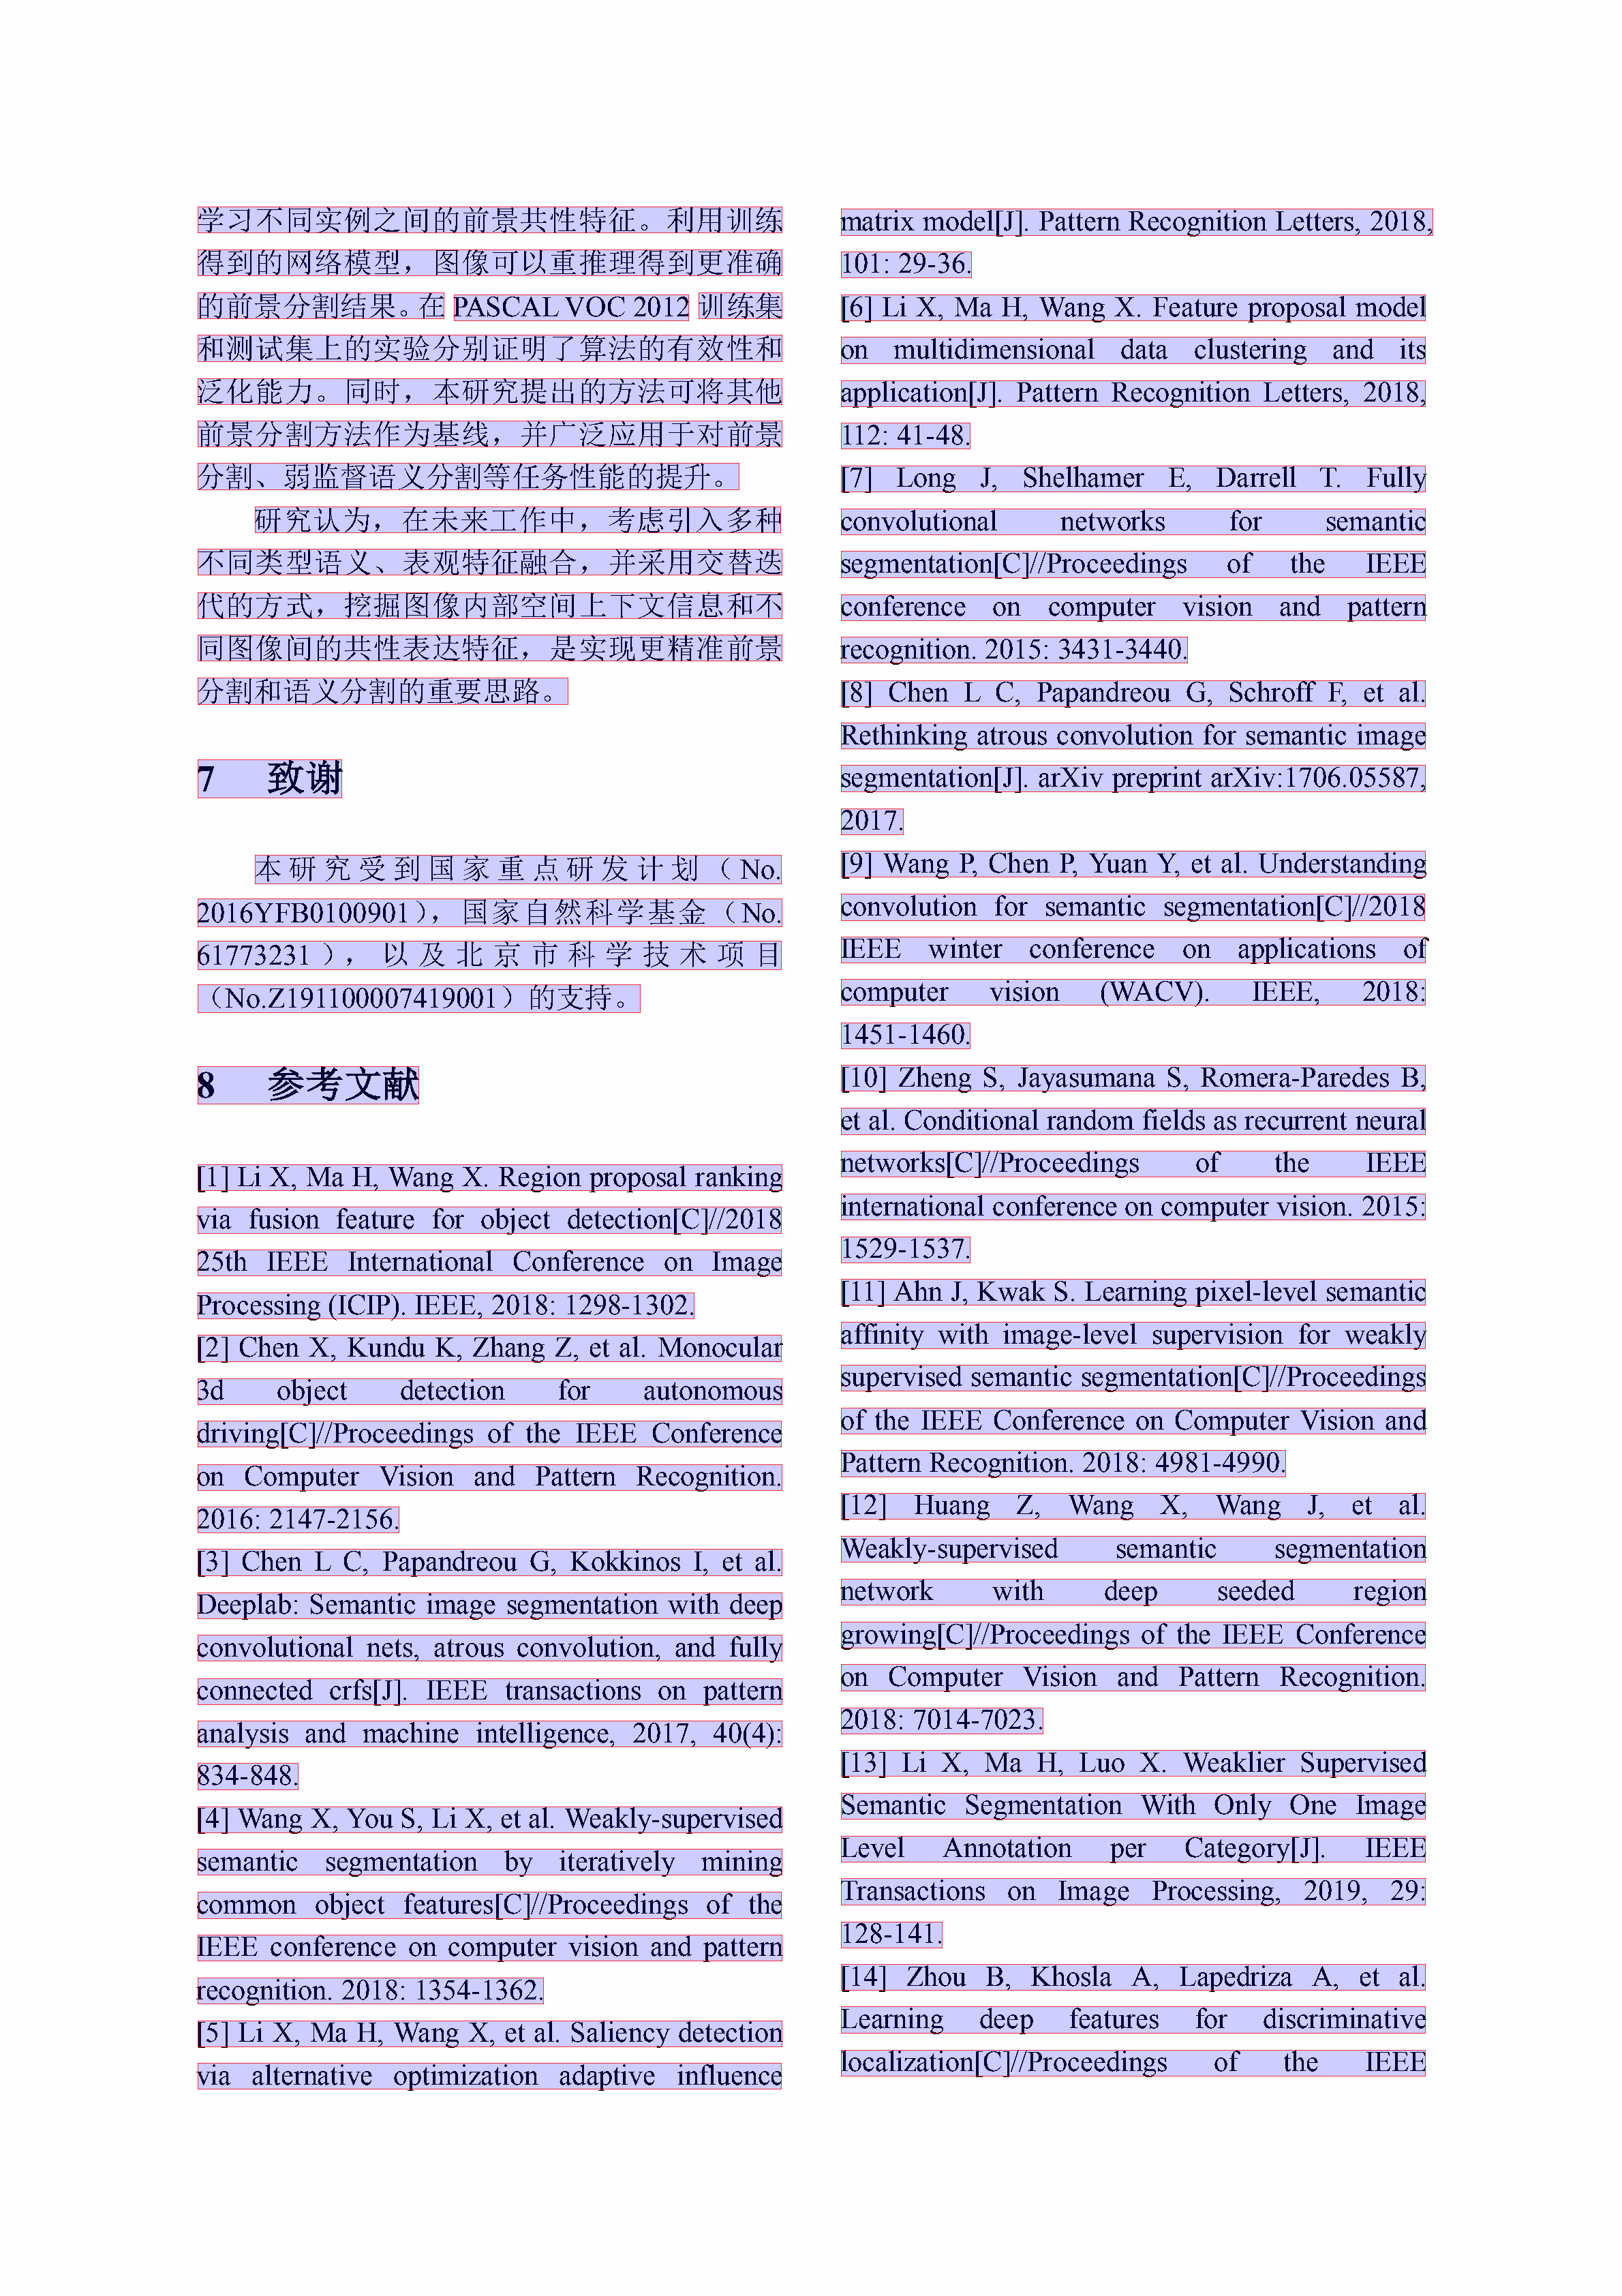 学习不同实例之间的前景共性特征。利用训练
得到的网络模型，图像可以重推理得到更准确
的前景分割结果。在 PASCAL VOC 2012 训练集
和测试集上的实验分别证明了算法的有效性和
泛化能力。同时，本研究提出的方法可将其他
前景分割方法作为基线，并广泛应用于对前景
分割、弱监督语义分割等任务性能的提升。
研究认为，在未来工作中，考虑引入多种
不同类型语义、表观特征融合，并采用交替迭
代的方式，挖掘图像内部空间上下文信息和不
同图像间的共性表达特征，是实现更精准前景
分割和语义分割的重要思路。
7 致谢
本研究受到国家重点研发计划（No.
2016YFB0100901），国家自然科学基金（No.
61773231），以及北京市科学技术项目
（No.Z191100007419001）的支持。
8 参考文献
[1] Li X, Ma H, Wang X. Region proposal ranking
via fusion feature for object detection[C]//2018
25th IEEE International Conference on Image
Processing (ICIP). IEEE, 2018: 1298-1302.
[2] Chen X, Kundu K, Zhang Z, et al. Monocular
3d object detection for autonomous
driving[C]//Proceedings of the IEEE Conference
on Computer Vision and Pattern Recognition.
2016: 2147-2156.
[3] Chen L C, Papandreou G, Kokkinos I, et al.
Deeplab: Semantic image segmentation with deep
convolutional nets, atrous convolution, and fully
connected crfs[J]. IEEE transactions on pattern
analysis and machine intelligence, 2017, 40(4):
834-848.
[4] Wang X, You S, Li X, et al. Weakly-supervised
semantic segmentation by iteratively mining
common object features[C]//Proceedings of the
IEEE conference on computer vision and pattern
recognition. 2018: 1354-1362.
[5] Li X, Ma H, Wang X, et al. Saliency detection
via alternative optimization adaptive influence
matrix model[J]. Pattern Recognition Letters, 2018,
101: 29-36.
[6] Li X, Ma H, Wang X. Feature proposal model
on multidimensional data clustering and its
application[J]. Pattern Recognition Letters, 2018,
112: 41-48.
[7] Long J, Shelhamer E, Darrell T. Fully
convolutional networks for semantic
segmentation[C]//Proceedings of the IEEE
conference on computer vision and pattern
recognition. 2015: 3431-3440.
[8] Chen L C, Papandreou G, Schroff F, et al.
Rethinking atrous convolution for semantic image
segmentation[J]. arXiv preprint arXiv:1706.05587,
2017.
[9] Wang P, Chen P, Yuan Y, et al. Understanding
convolution for semantic segmentation[C]//2018
IEEE winter conference on applications of
computer vision (WACV). IEEE, 2018:
1451-1460.
[10] Zheng S, Jayasumana S, Romera-Paredes B,
et al. Conditional random fields as recurrent neural
networks[C]//Proceedings of the IEEE
international conference on computer vision. 2015:
1529-1537.
[11] Ahn J, Kwak S. Learning pixel-level semantic
affinity with image-level supervision for weakly
supervised semantic segmentation[C]//Proceedings
of the IEEE Conference on Computer Vision and
Pattern Recognition. 2018: 4981-4990.
[12] Huang Z, Wang X, Wang J, et al.
Weakly-supervised semantic segmentation
network with deep seeded region
growing[C]//Proceedings of the IEEE Conference
on Computer Vision and Pattern Recognition.
2018: 7014-7023.
[13] Li X, Ma H, Luo X. Weaklier Supervised
Semantic Segmentation With Only One Image
Level Annotation per Category[J]. IEEE
Transactions on Image Processing, 2019, 29:
128-141.
[14] Zhou B, Khosla A, Lapedriza A, et al.
Learning deep features for discriminative
localization[C]//Proceedings of the IEEE